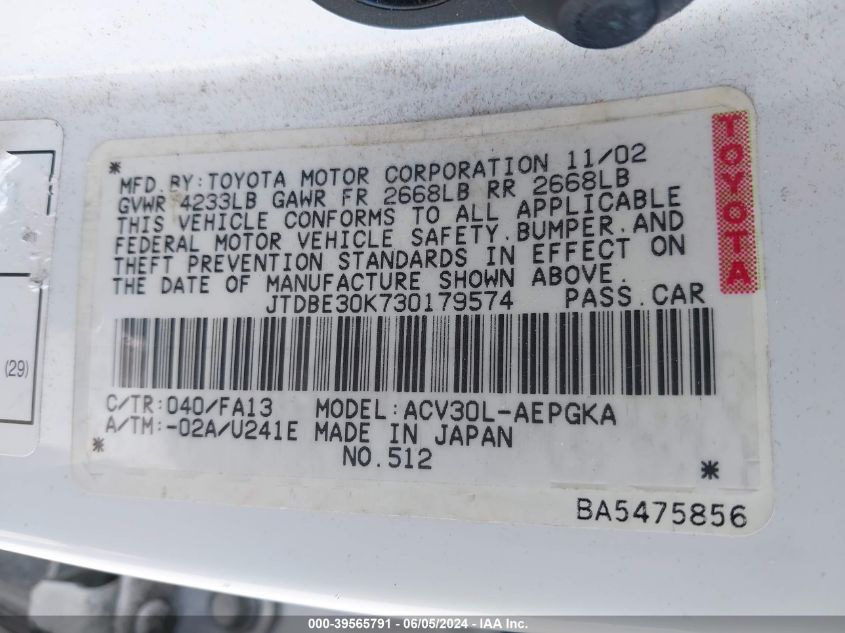 MFD. BY: TOYOTA MOTOR CORPORATION 11/02
GVWR 4233LB GAWR FR 2668LB RR 2668LB
THIS VEHICLE CONFORMS TO ALL APPLICABLE
FEDERAL MOTOR VEHICLE SAFETY, BUMPER, AND
THEFT PREVENTION STANDARDS IN EFFECT ON
THE DATE OF MANUFACTURE SHOWN ABOVE.
JTDBE30K730179574 PASS. CAR
TOYOTA
(29)
C/TR: 040/FA13 MODEL: ACV30L-AEPGKA
A/TM: -02A/U241E MADE IN JAPAN
NO. 512
BA5475856
000-39565791 - 06/05/2024 - IAA Inc.